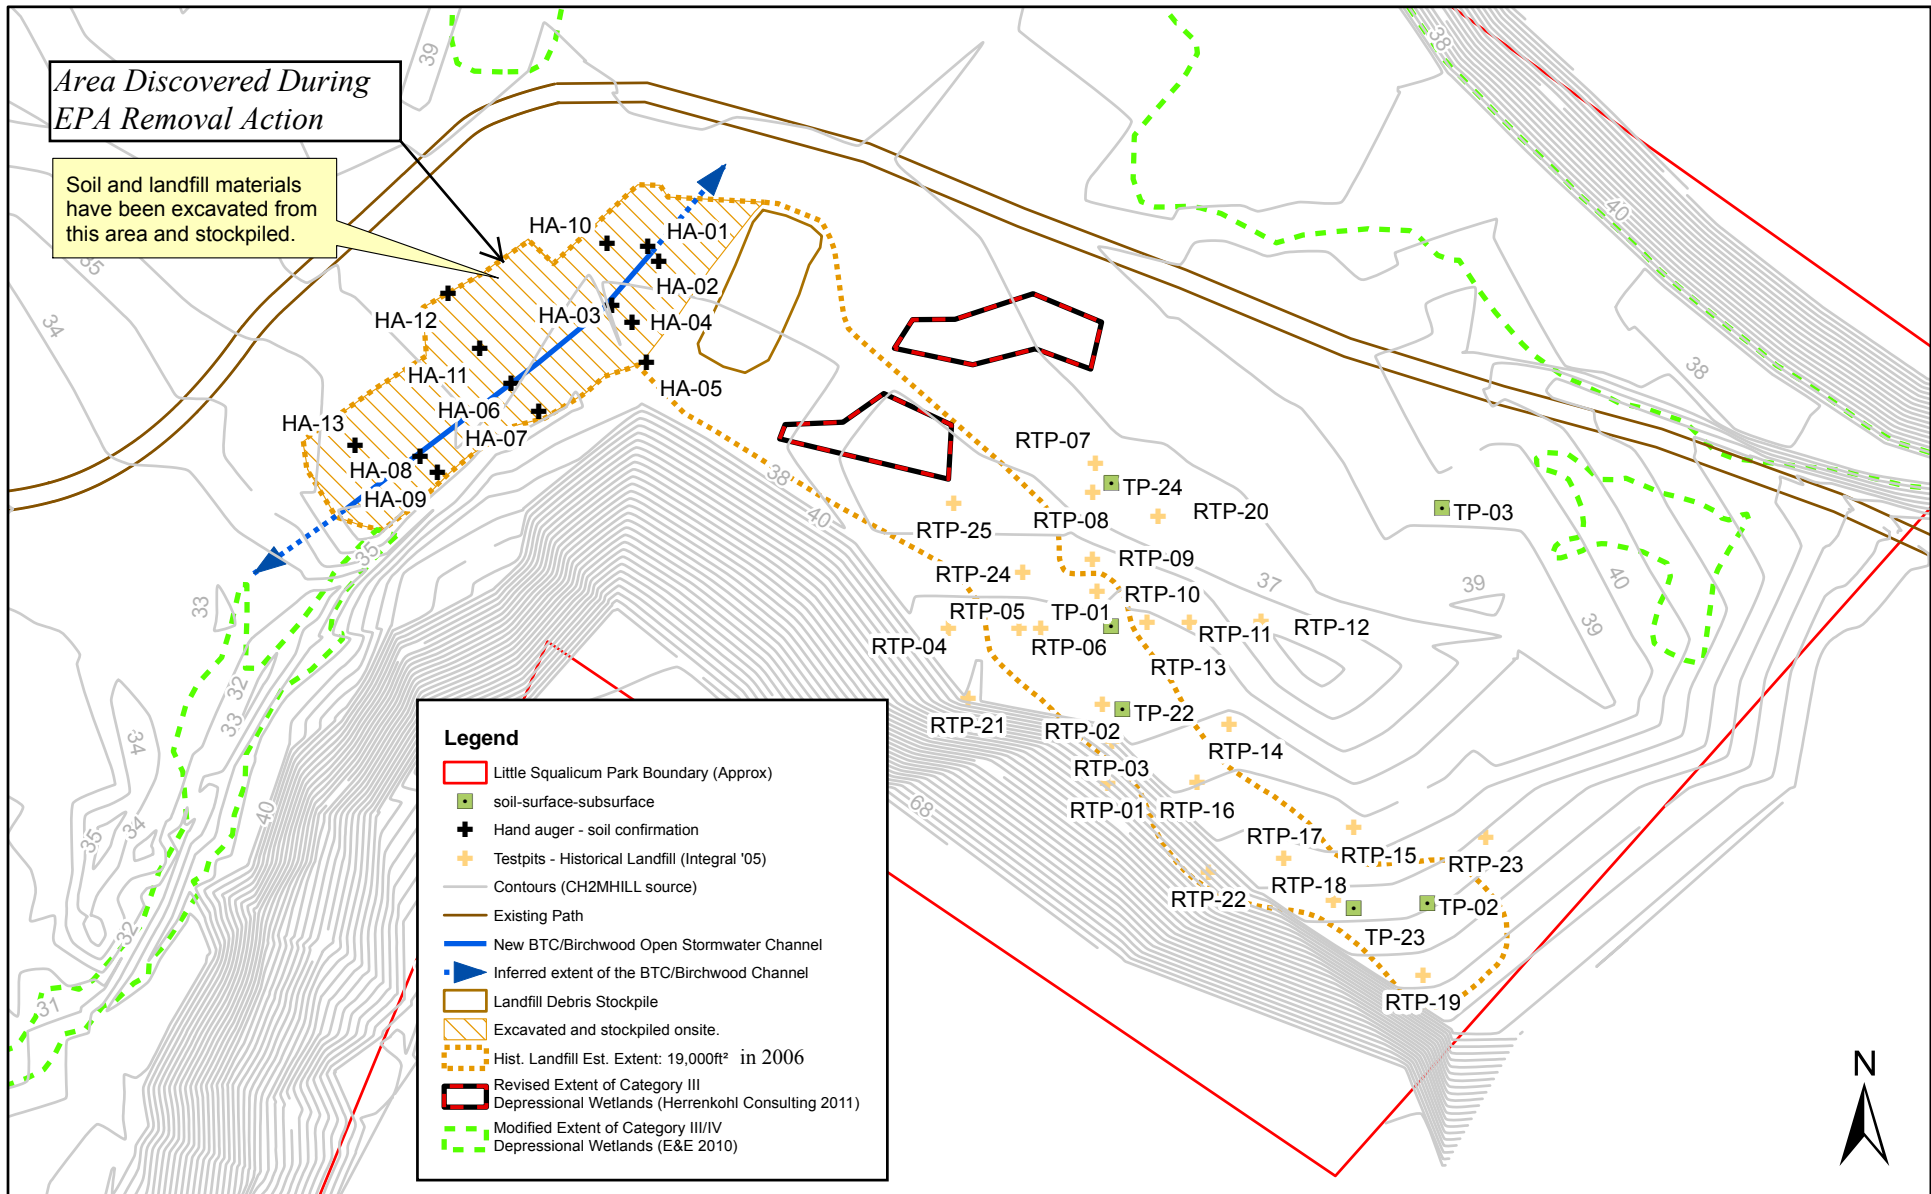 Area Discovered During
EPA Removal Action
Soil and landfill materials
have been excavated from
this area and stockpiled.
39
38
40
35
34
HA-10
HA-01
HA-02
HA-03
HA-04
HA-12
HA-11
HA-05
HA-06
HA-13
HA-07
HA-08
HA-09
38
40
38
RTP-07
TP-24
RTP-20
TP-03
RTP-08
RTP-25
RTP-09
RTP-24
RTP-10
37
39
40
RTP-05
TP-01
RTP-04
RTP-06
RTP-11
RTP-12
39
RTP-13
35
33
32
33
34
35
34
40
32
31
RTP-21
RTP-02
TP-22
RTP-14
RTP-03
RTP-01
RTP-16
68
RTP-17
RTP-15
RTP-23
RTP-18
RTP-22
TP-02
TP-23
RTP-19
Legend
Little Squalicum Park Boundary (Approx)
soil-surface-subsurface
Hand auger - soil confirmation
Testpits - Historical Landfill (Integral '05)
Contours (CH2MHILL source)
Existing Path
New BTC/Birchwood Open Stormwater Channel
Inferred extent of the BTC/Birchwood Channel
Landfill Debris Stockpile
Excavated and stockpiled onsite.
Hist. Landfill Est. Extent: 19,000ft² in 2006
Revised Extent of Category III
Depressional Wetlands (Herrenkohl Consulting 2011)
Modified Extent of Category III/IV
Depressional Wetlands (E&E 2010)
N